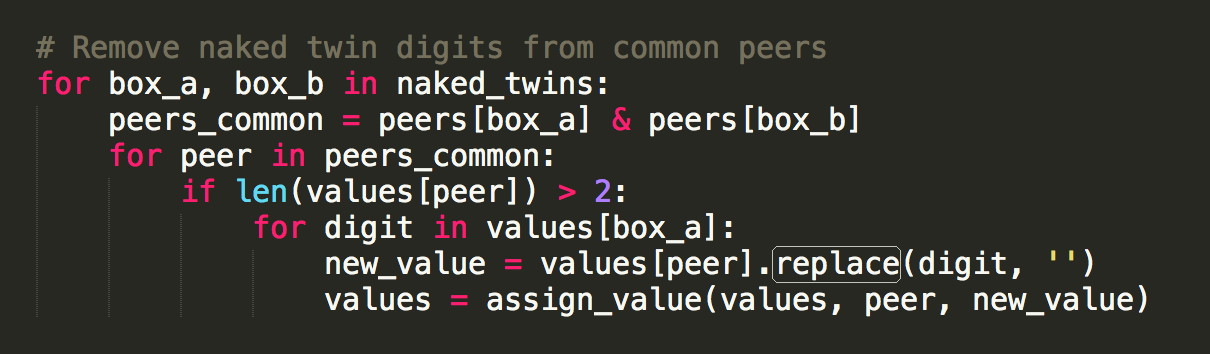 # Remove naked twin digits from common peers
for box_a, box_b in naked_twins:
    peers_common = peers[box_a] & peers[box_b]
    for peer in peers_common:
        if len(values[peer]) > 2:
            for digit in values[box_a]:
                new_value = values[peer].replace(digit, '')
                values = assign_value(values, peer, new_value)